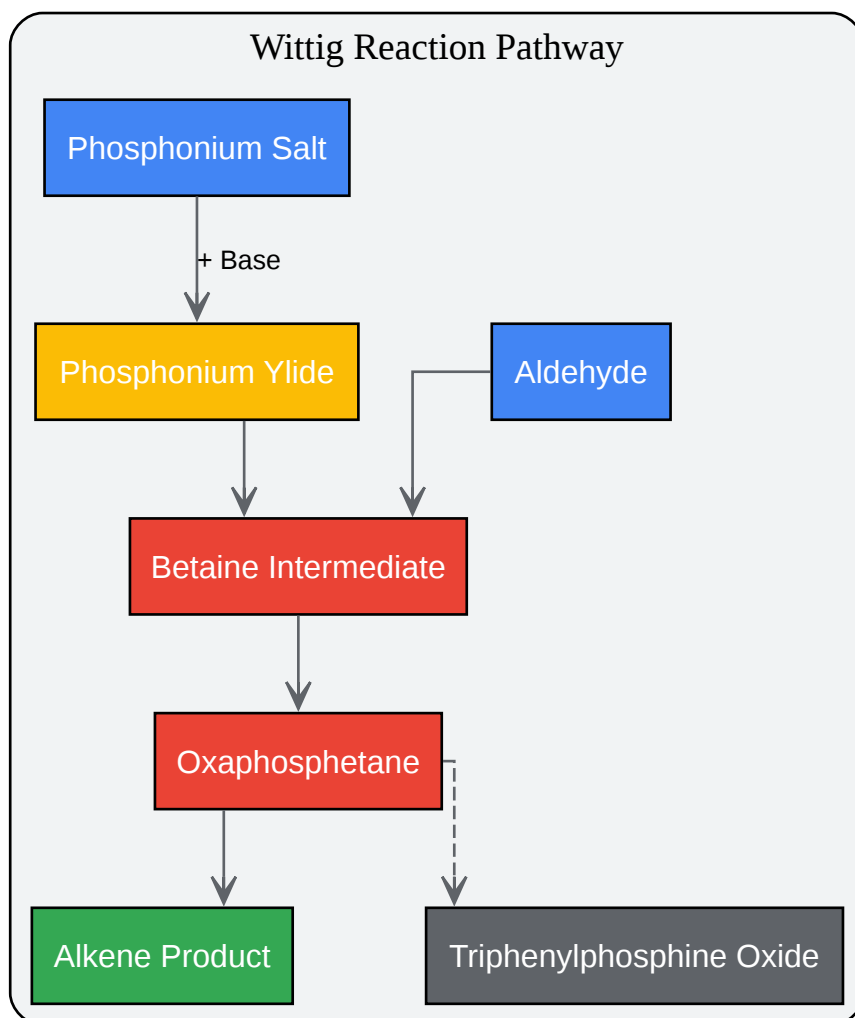 Wittig Reaction Pathway
Phosphonium Salt
+ Base
Phosphonium Ylide
Aldehyde
Betaine Intermediate
Oxaphosphetane
Alkene Product
Triphenylphosphine Oxide